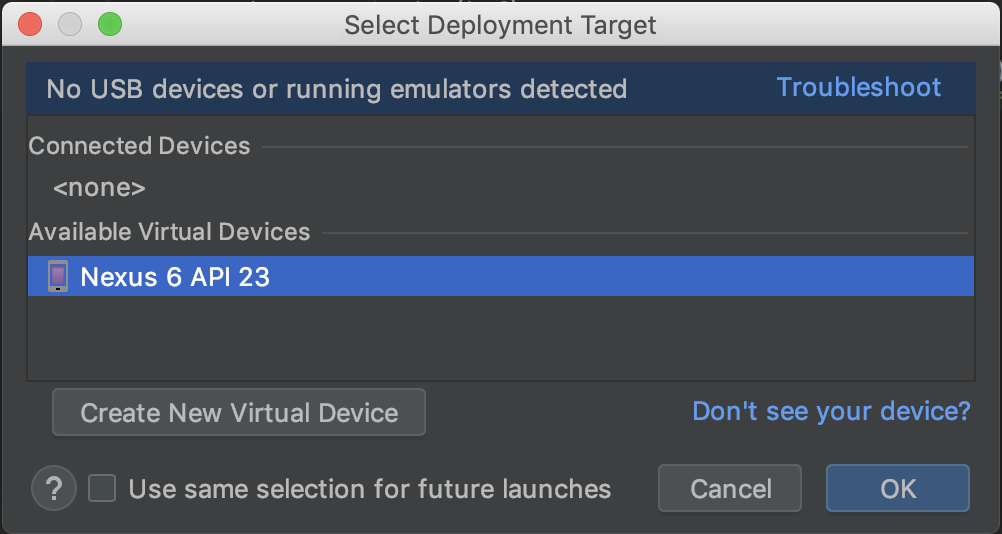 Select Deployment Target
No USB devices or running emulators detected Troubleshoot
Connected Devices
<none>
Available Virtual Devices
Nexus 6 API 23
Create New Virtual Device Don't see your device?
? Use same selection for future launches Cancel OK